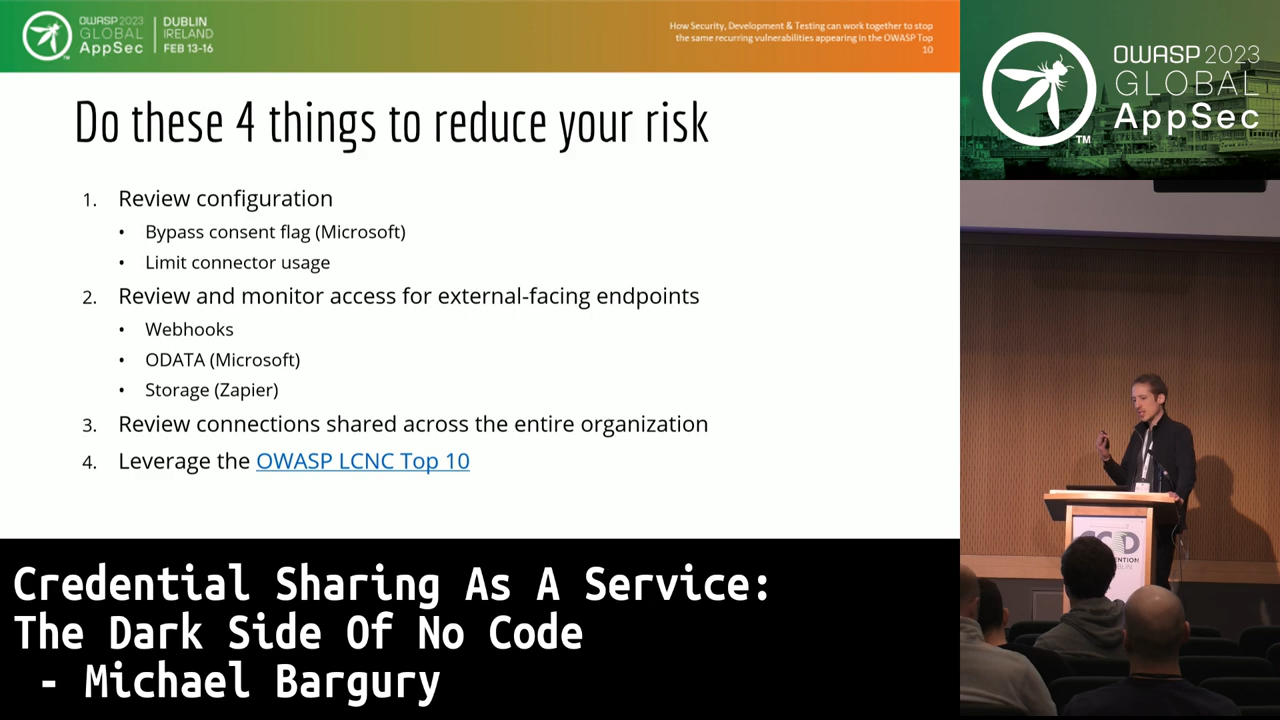 OWASP 2023
GLOBAL
AppSec
TM
DUBLIN
IRELAND
FEB 13-16
How Security, Development & Testing can work together to stop
the same recurring vulnerabilities appearing in the OWASP Top
10
Do these 4 things to reduce your risk
1. Review configuration
• Bypass consent flag (Microsoft)
• Limit connector usage
2. Review and monitor access for external-facing endpoints
• Webhooks
• ODATA (Microsoft)
• Storage (Zapier)
3. Review connections shared across the entire organization
4. Leverage the OWASP LCNC Top 10
Credential Sharing As A Service:
The Dark Side Of No Code
- Michael Bargury
OWASP 2023
GLOBAL
AppSec
TM